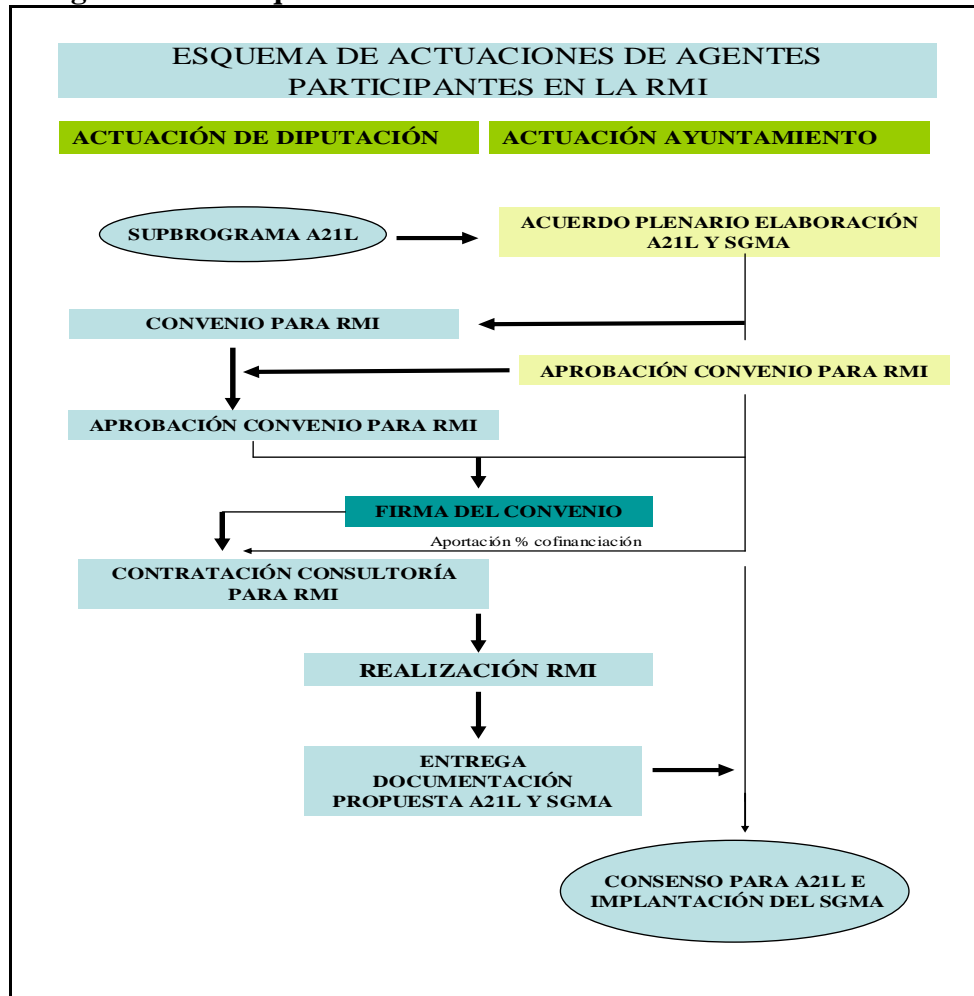 ESQUEMA DE ACTUACIONES DE AGENTES
PARTICIPANTES EN LA RMI
ACTUACIÓN DE DIPUTACIÓN
ACTUACIÓN AYUNTAMIENTO
SUPBROGRAMA A21L
ACUERDO PLENARIO ELABORACIÓN
A21L Y SGMA
CONVENIO PARA RMI
APROBACIÓN CONVENIO PARA RMI
APROBACIÓN CONVENIO PARA RMI
FIRMA DEL CONVENIO
Aportación % cofinanciación
CONTRATACIÓN CONSULTORÍA
PARA RMI
REALIZACIÓN RMI
ENTREGA
DOCUMENTACIÓN
PROPUESTA A21L Y SGMA
CONSENSO PARA A21L E
IMPLANTACIÓN DEL SGMA